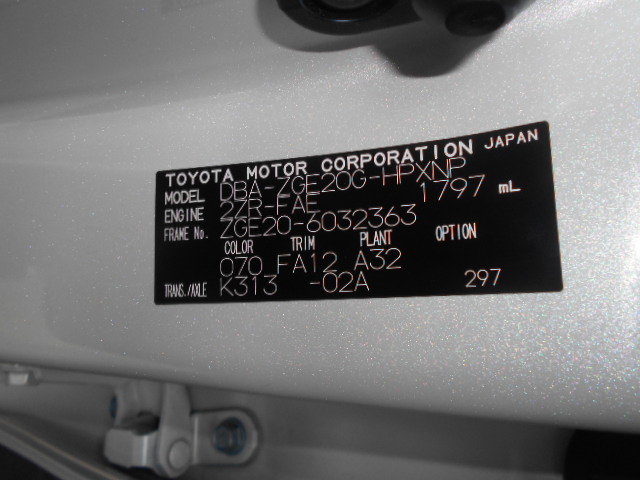 TOYOTA MOTOR CORPORATION JAPAN
MODEL DBA-ZGE20G-HPXNP
ENGINE 2ZR-FAE 1797 mL
FRAME No. ZGE20-6032363
COLOR TRIM PLANT OPTION
070 FA12 A32
TRANS./AXLE K313 -02A 297